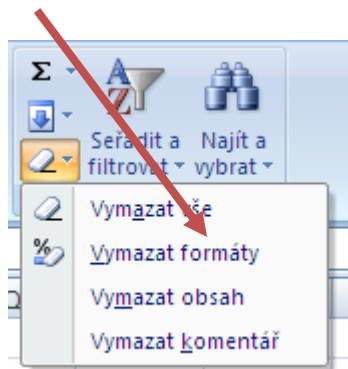 Σ
A
Z
Seřadit a Najít a
filtrovat vybrat
Vymazat vše
% Vymazat formáty
Vymazat obsah
Vymazat komentář